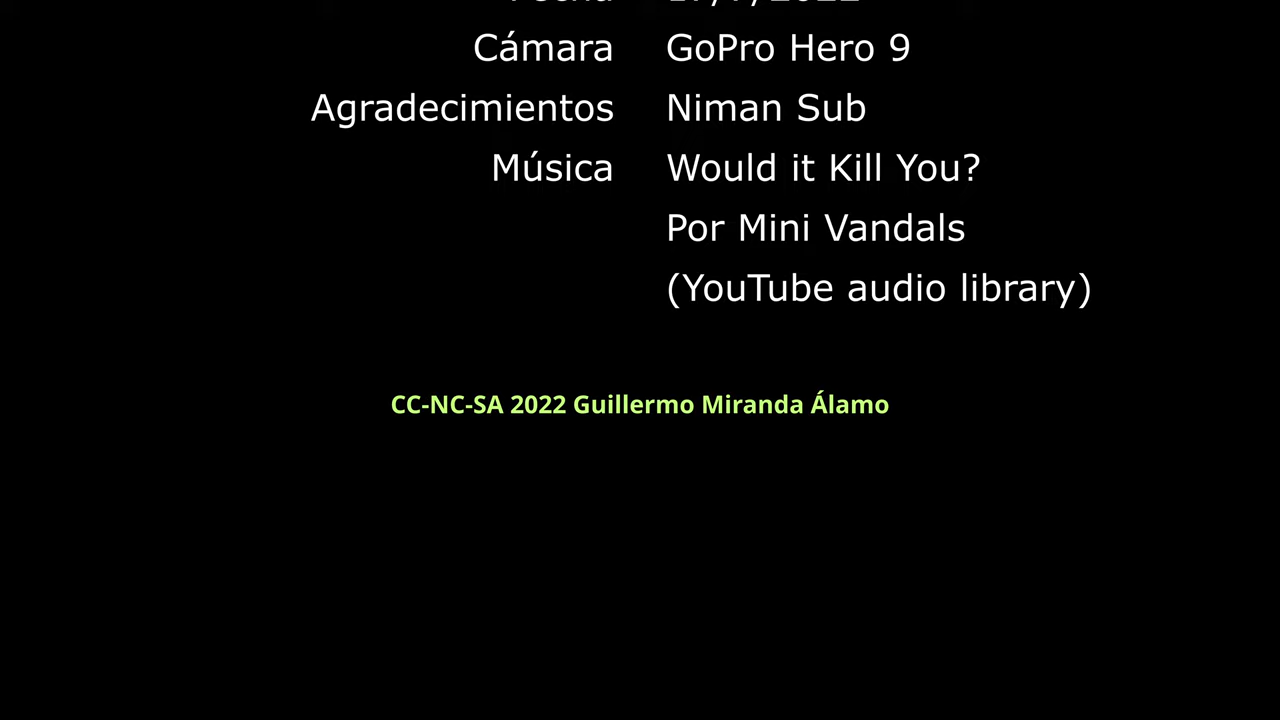 Cámara GoPro Hero 9
Agradecimientos Niman Sub
Música Would it Kill You?
Por Mini Vandals
(YouTube audio library)
CC-NC-SA 2022 Guillermo Miranda Álamo